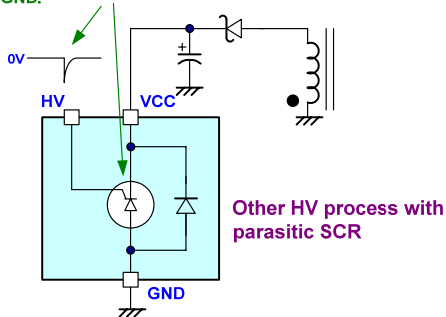 GND.
0V
HV
VCC
+
Other HV process with
parasitic SCR
GND